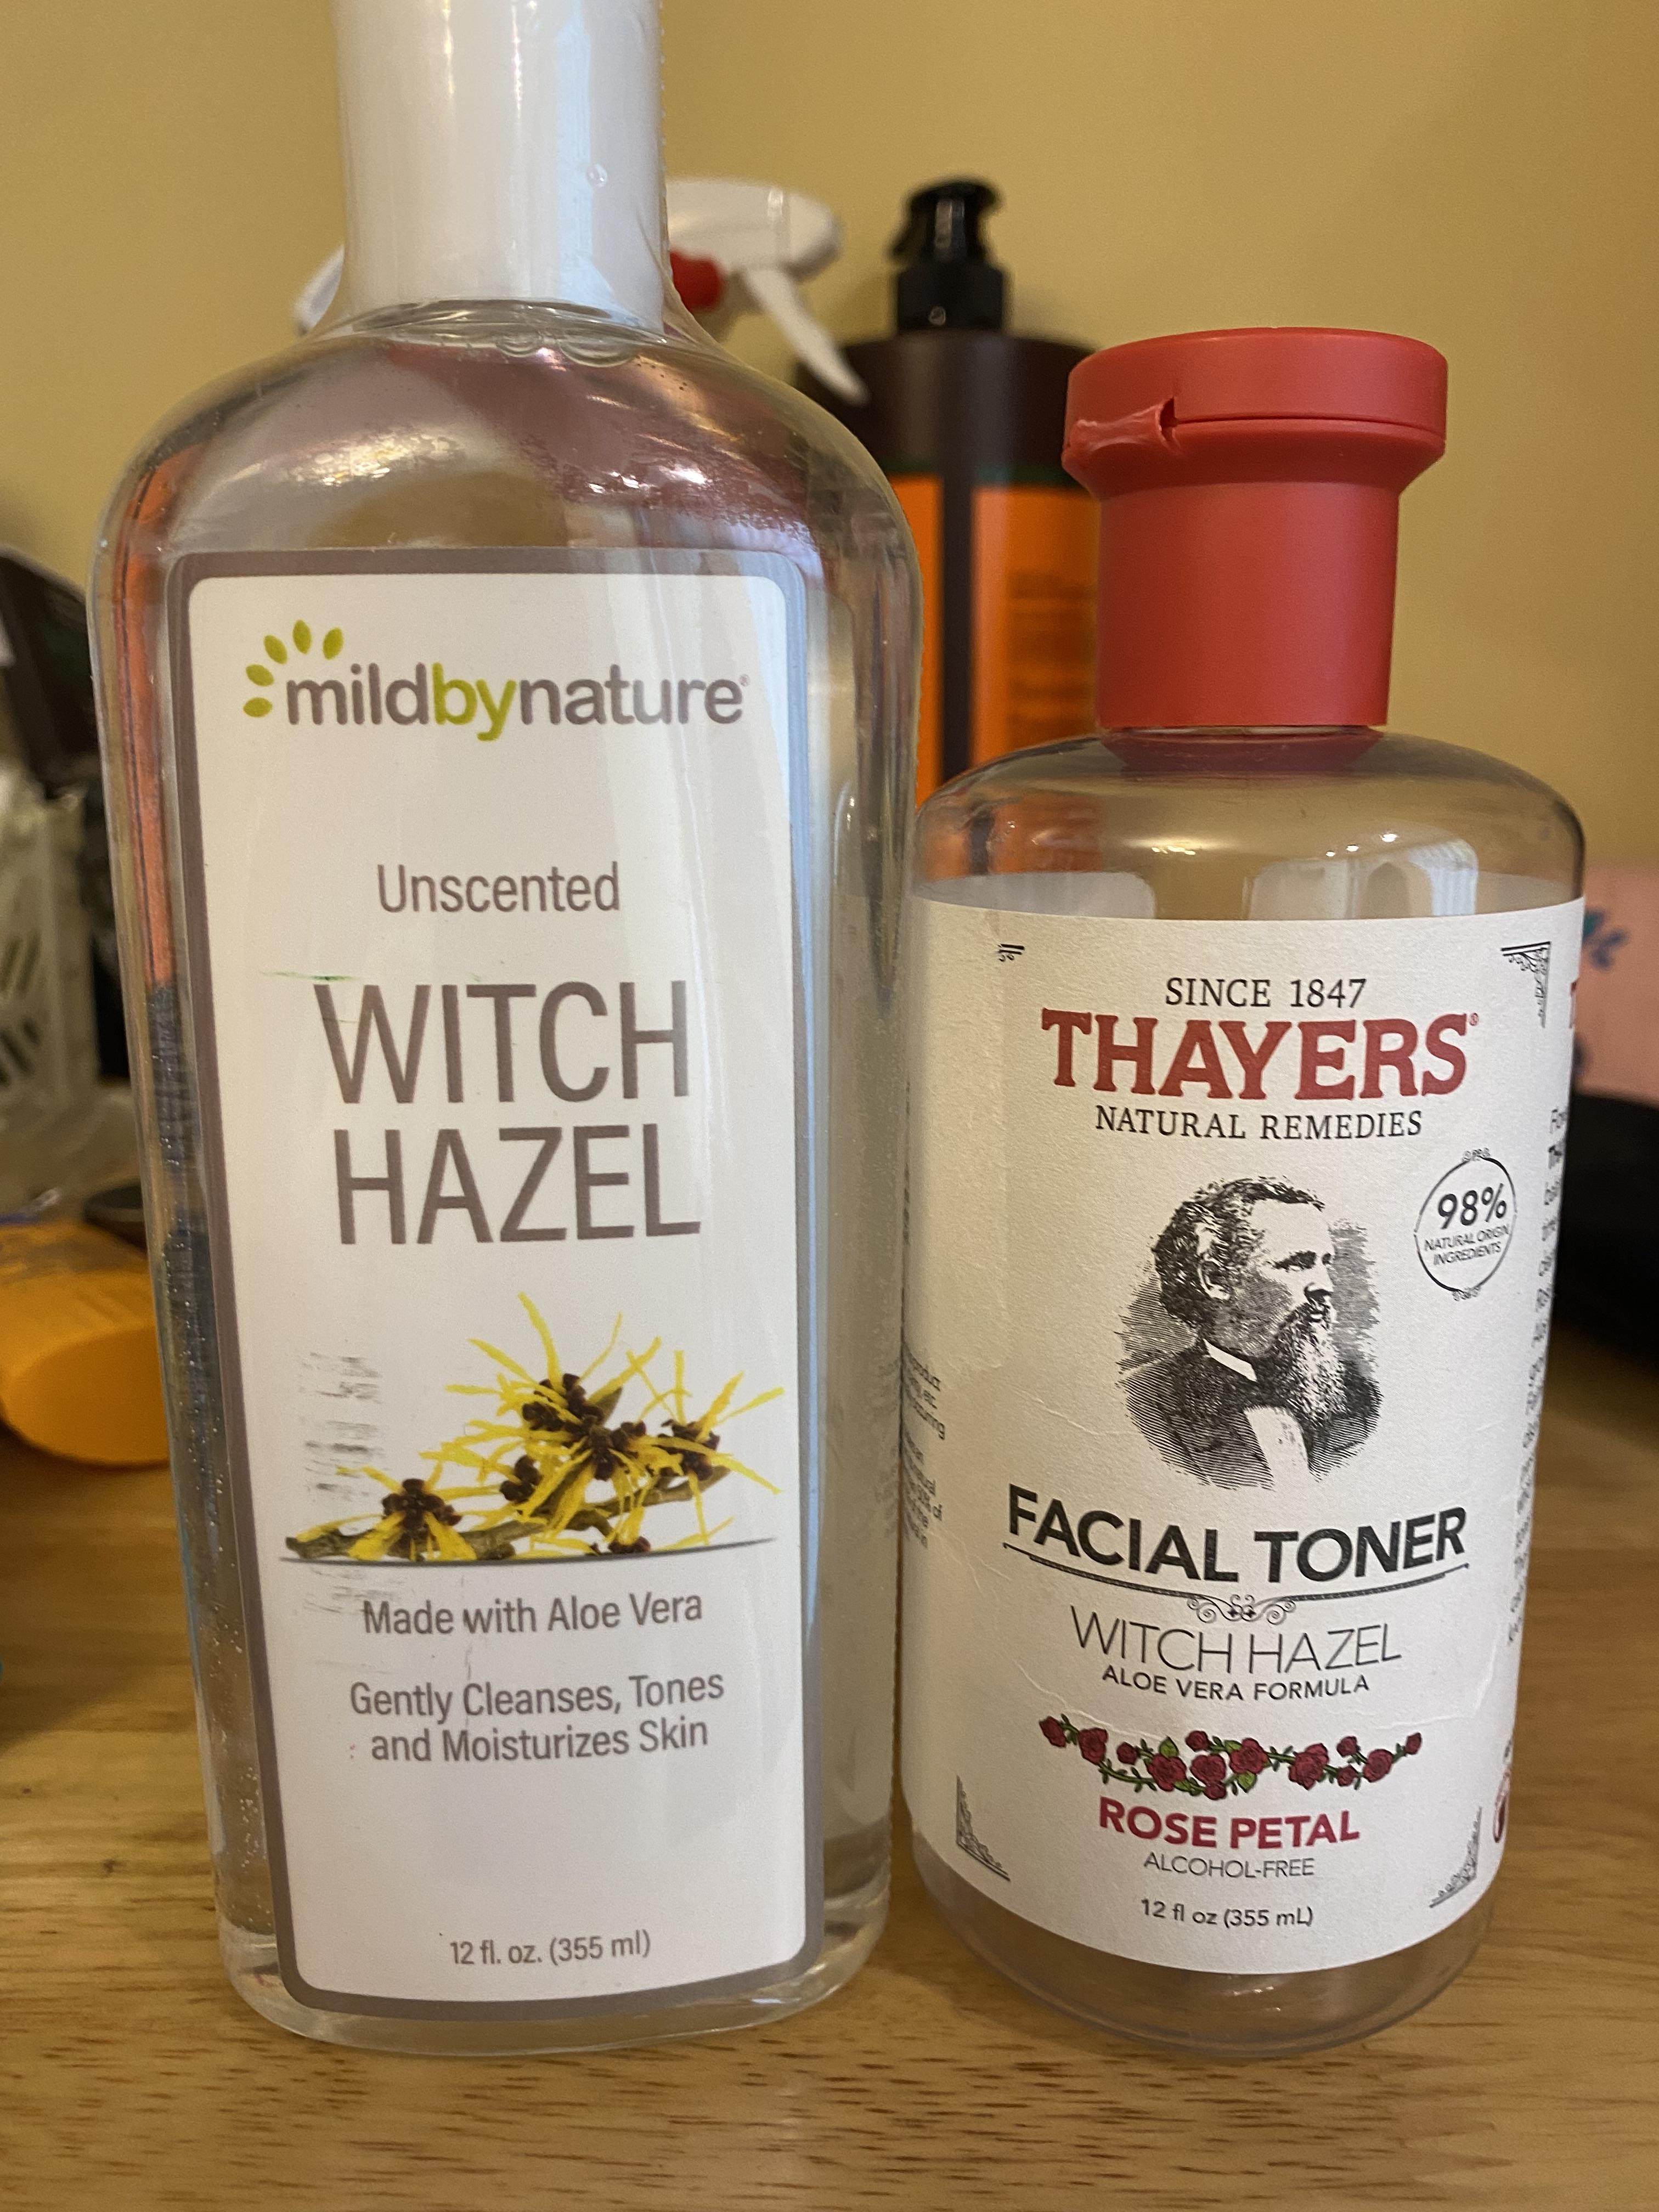 mildbynature®
Unscented
WITCH
HAZEL
Made with Aloe Vera
Gently Cleanses, Tones
and Moisturizes Skin
12 fl. oz. (355 ml)
SINCE 1847
THAYERS®
NATURAL REMEDIES
98%
NATURAL ORIGIN
INGREDIENTS
FACIAL TONER
WITCH HAZEL
ALOE VERA FORMULA
ROSE PETAL
ALCOHOL-FREE
12 fl oz (355 mL)